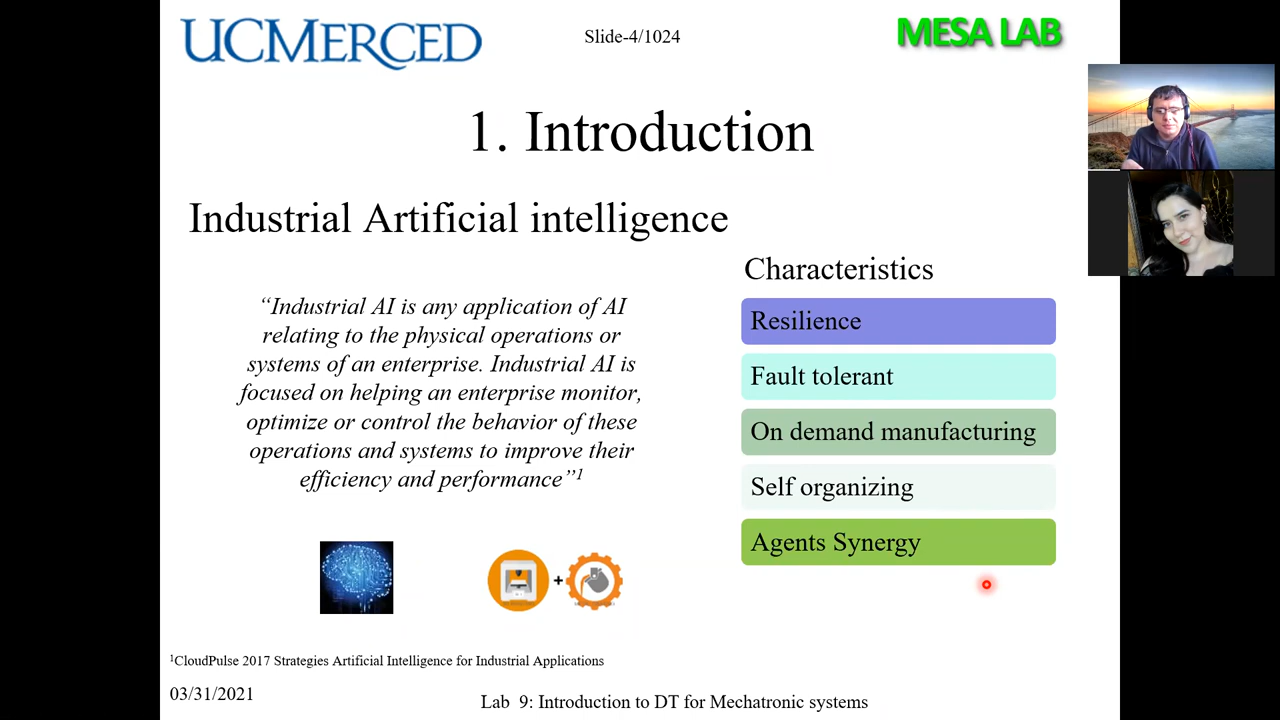 UCMERCED
Slide-4/1024
MESA LAB
1. Introduction
Industrial Artificial intelligence
“Industrial AI is any application of AI
relating to the physical operations or
systems of an enterprise. Industrial AI is
focused on helping an enterprise monitor,
optimize or control the behavior of these
operations and systems to improve their
efficiency and performance”1
Characteristics
Resilience
Fault tolerant
On demand manufacturing
Self organizing
Agents Synergy
+
1CloudPulse 2017 Strategies Artificial Intelligence for Industrial Applications
03/31/2021
Lab 9: Introduction to DT for Mechatronic systems